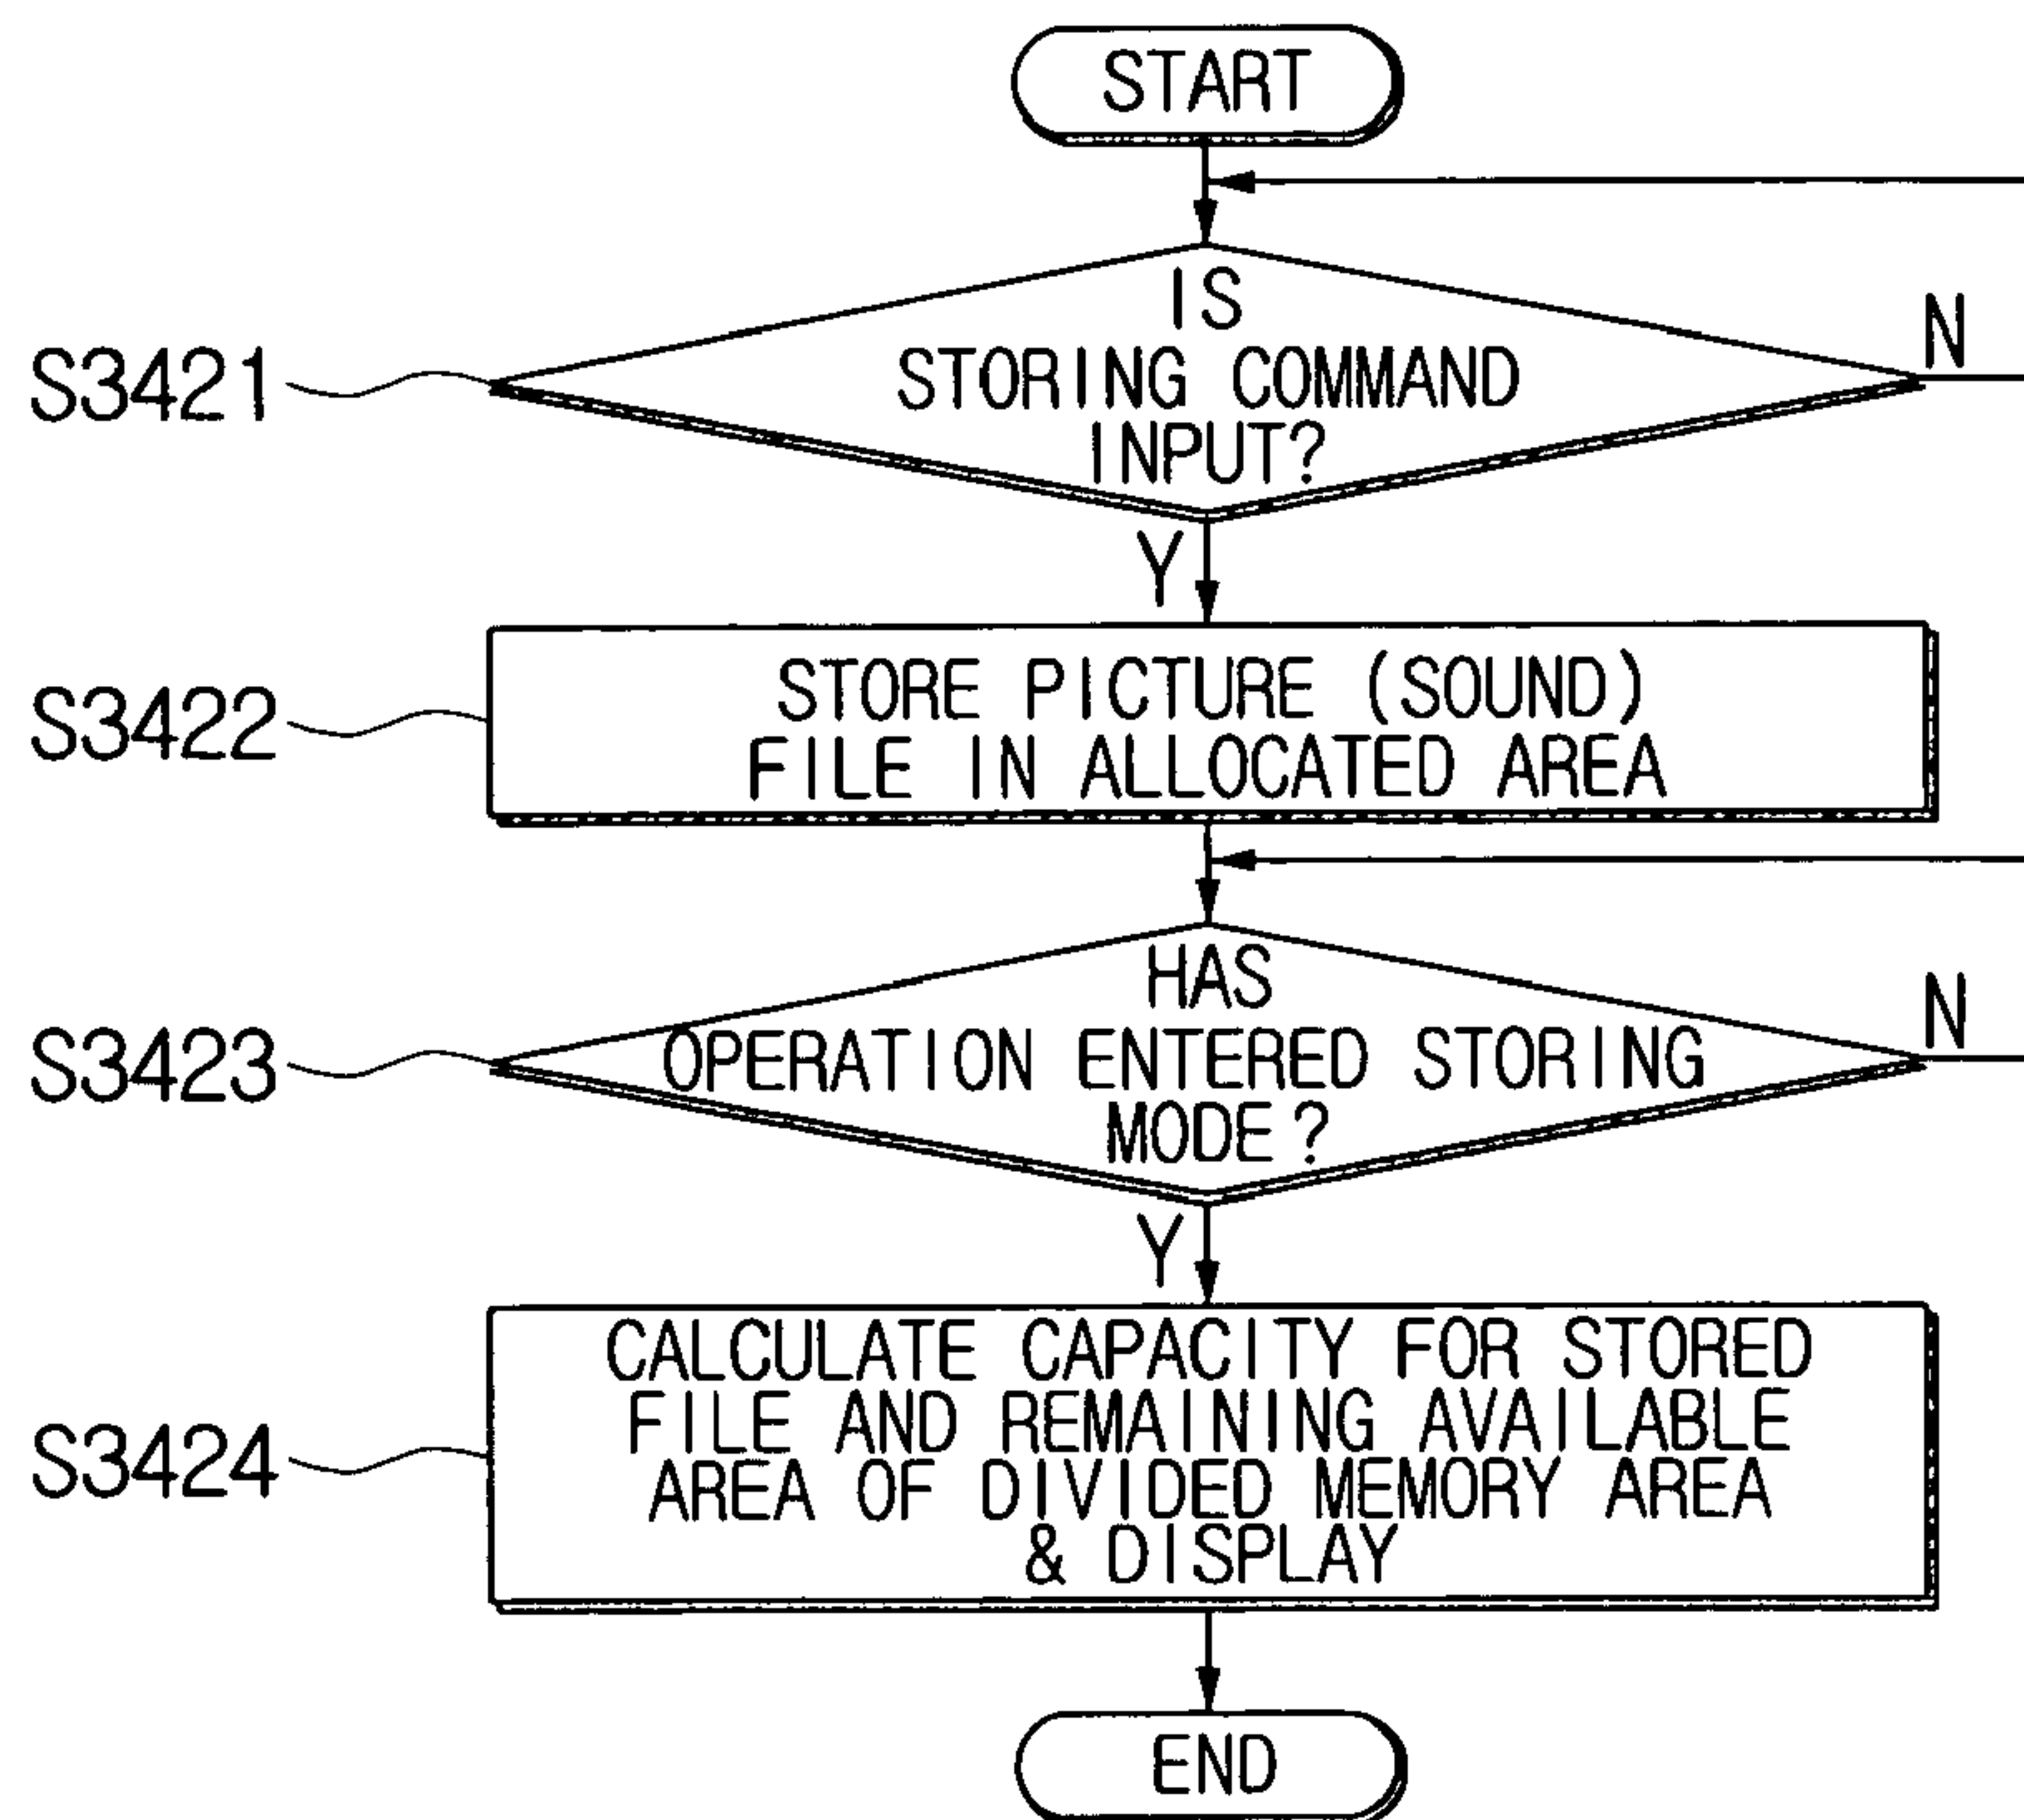 START
IS
STORING COMMAND
INPUT?
N
S3421
Y
STORE PICTURE (SOUND)
FILE IN ALLOCATED AREA
S3422
HAS
OPERATION ENTERED STORING
MODE?
N
S3423
Y
CALCULATE CAPACITY FOR STORED
FILE AND REMAINING AVAILABLE
AREA OF DIVIDED MEMORY AREA
& DISPLAY
S3424
END